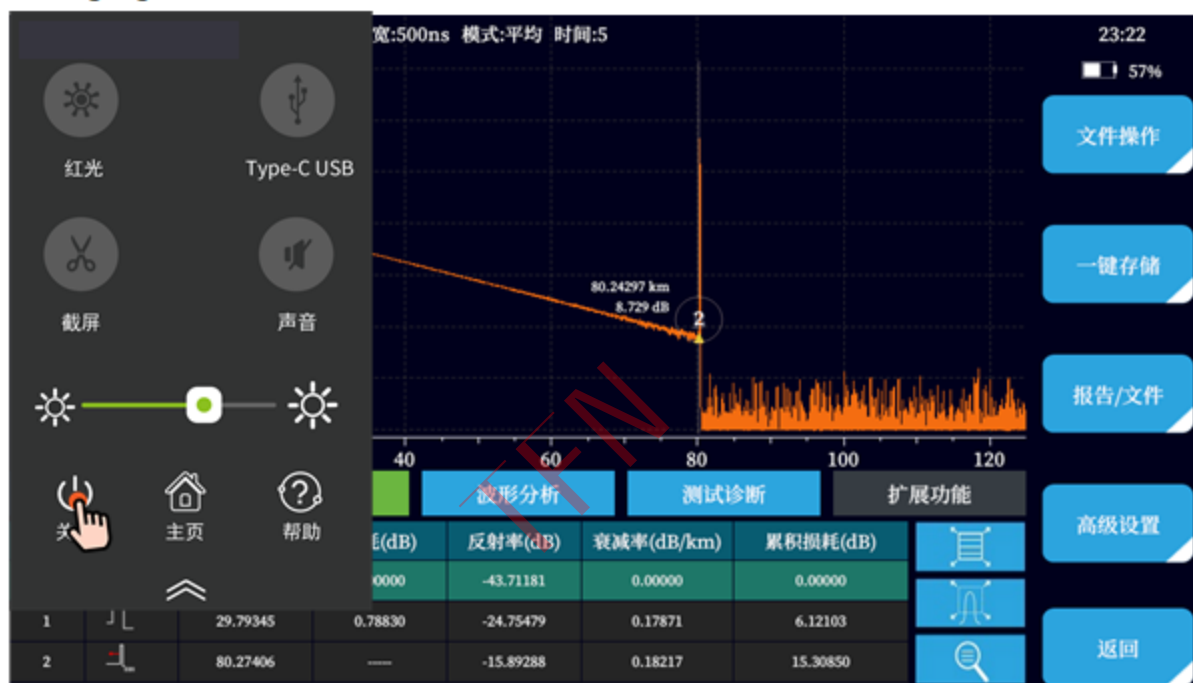 宽:500ns 模式:平均 时间:5
23:22
57%
红光
Type-C USB
截屏
声音
主页
帮助
80.24297 km
8.729 dB
2
40 60 80 100 120
波形分析
测试诊断
扩展功能
(dB) 反射率(dB) 衰减率(dB/km) 累积损耗(dB)
0000 -43.71181 0.00000 0.00000
1 29.79345 0.78830 -24.75479 0.17871 6.12103
2 80.27406 ---- -15.89288 0.18217 15.30850
文件操作
一键存储
报告/文件
高级设置
返回
TFN